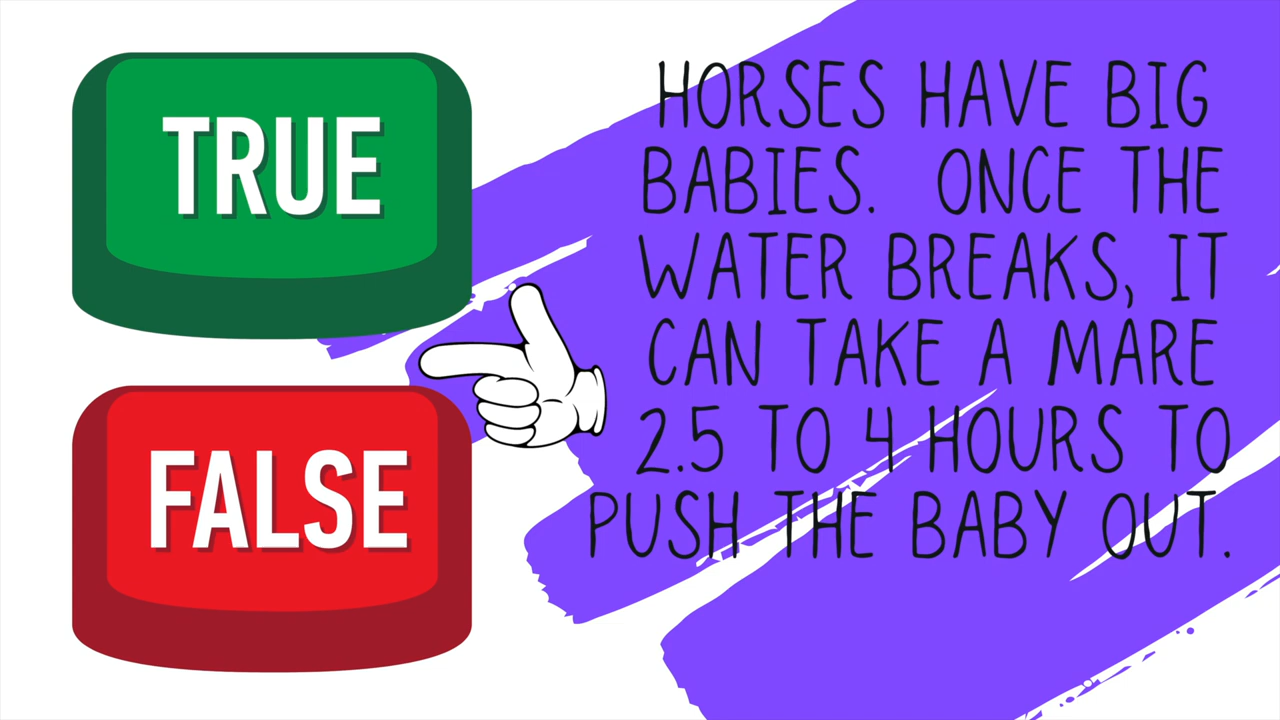 TRUE
FALSE
HORSES HAVE BIG
BABIES. ONCE THE
WATER BREAKS, IT
CAN TAKE A MARE
2.5 TO 4 HOURS TO
PUSH THE BABY OUT.